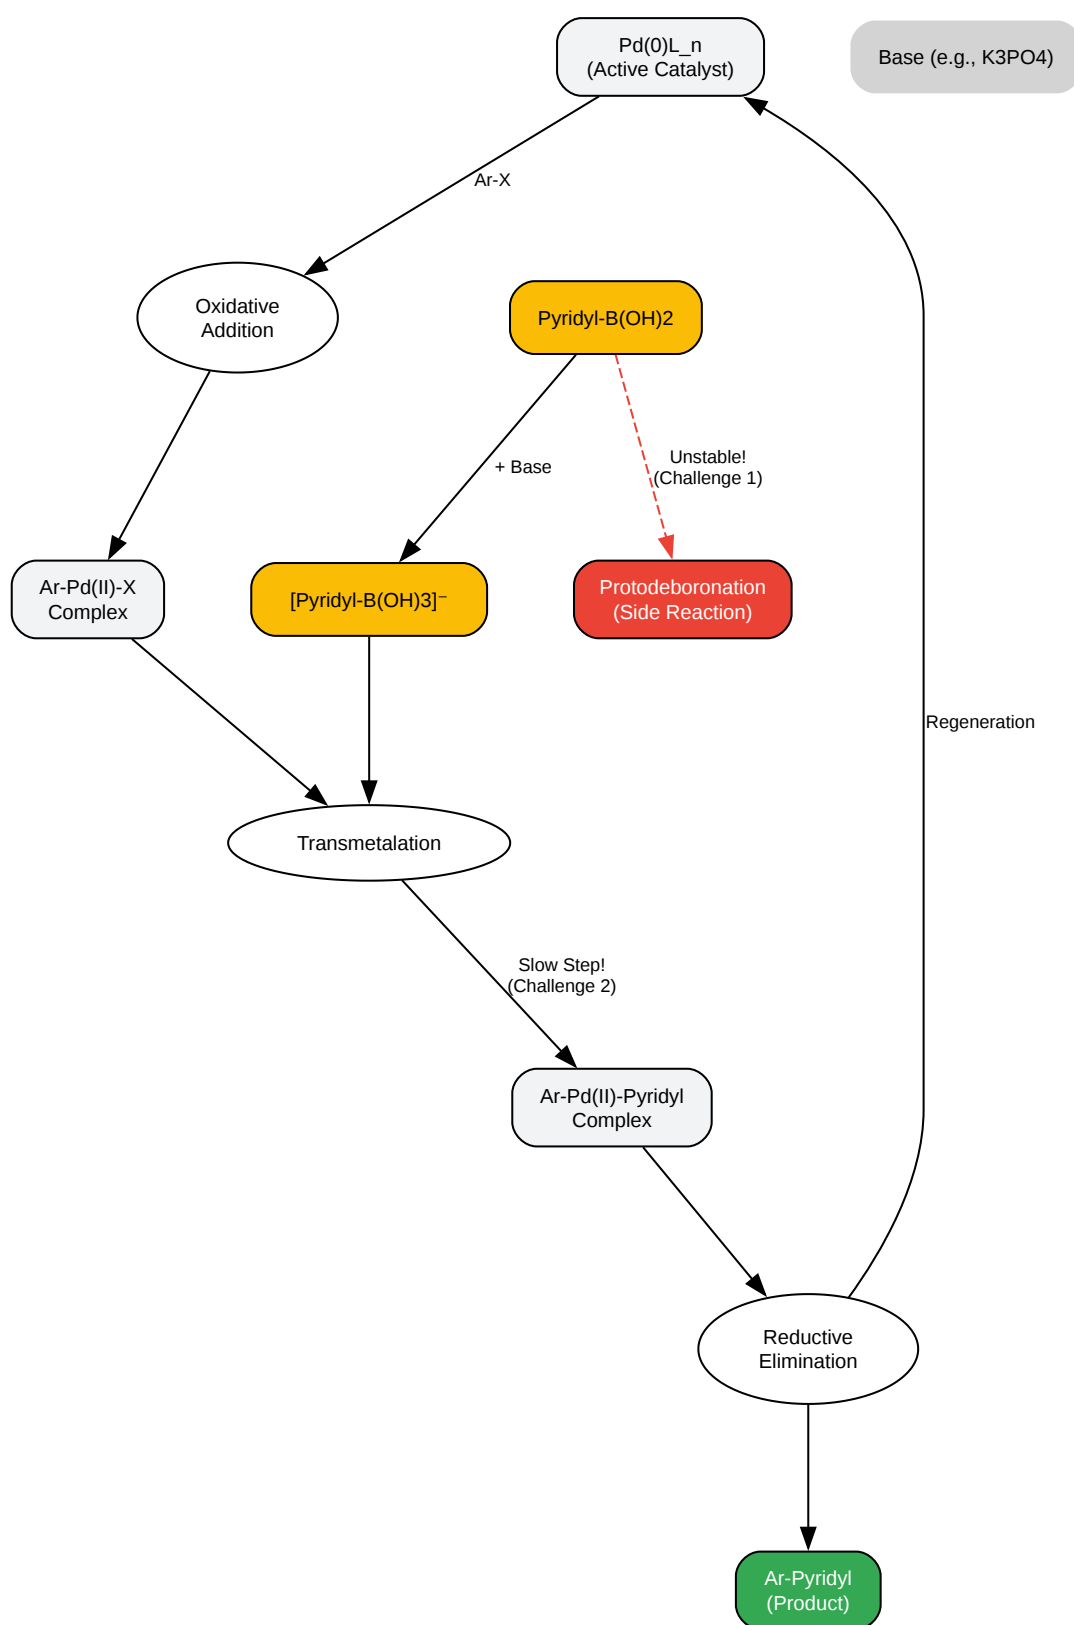 Pd(0)L_n
(Active Catalyst)
Base (e.g., K3PO4)
Ar-X
Oxidative
Addition
Pyridyl-B(OH)2
+ Base
Unstable!
(Challenge 1)
Ar-Pd(II)-X
Complex
[Pyridyl-B(OH)3]⁻
Protodeboronation
(Side Reaction)
Regeneration
Transmetalation
Slow Step!
(Challenge 2)
Ar-Pd(II)-Pyridyl
Complex
Reductive
Elimination
Ar-Pyridyl
(Product)